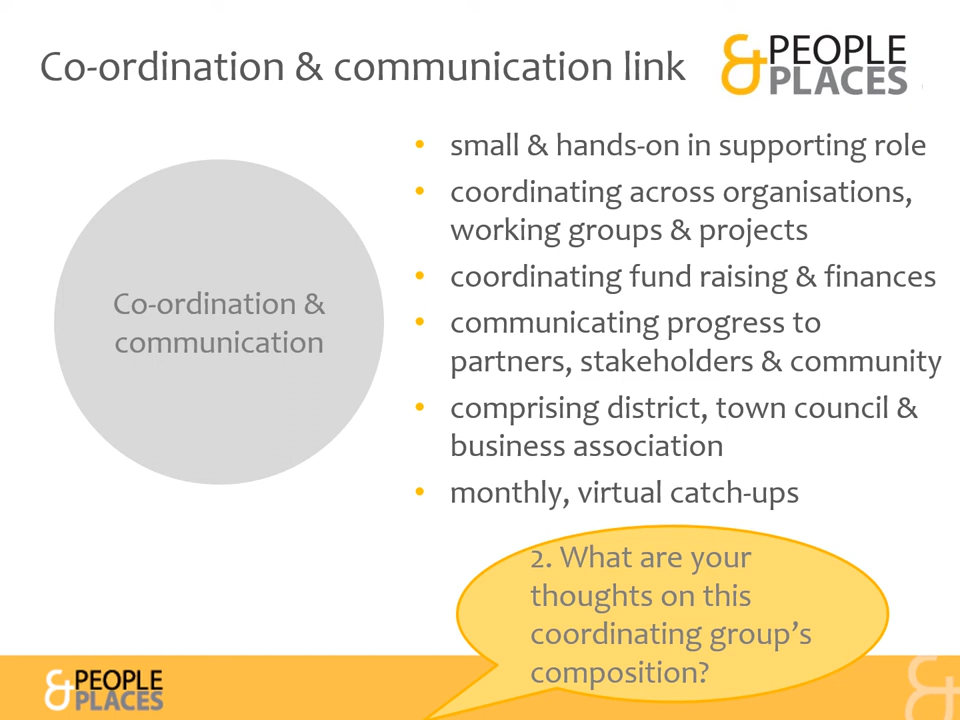 Co-ordination & communication link
& PEOPLE
PLACES
Co-ordination &
communication
• small & hands-on in supporting role
• coordinating across organisations,
working groups & projects
• coordinating fund raising & finances
• communicating progress to
partners, stakeholders & community
• comprising district, town council &
business association
• monthly, virtual catch-ups
2. What are your
thoughts on this
coordinating group’s
composition?
& PEOPLE
PLACES
&